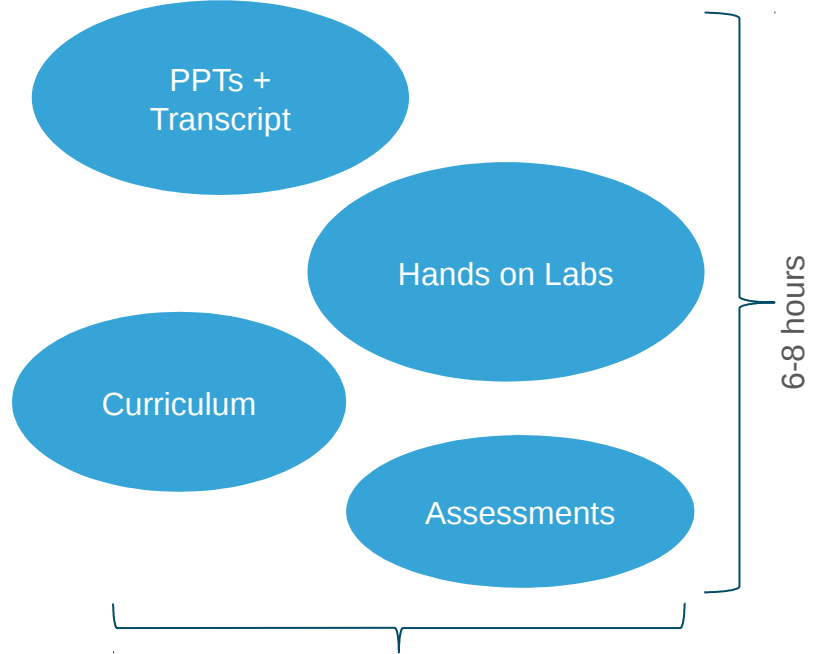 PPTs +
Transcript
Hands on Labs
Curriculum
Assessments
6-8 hours